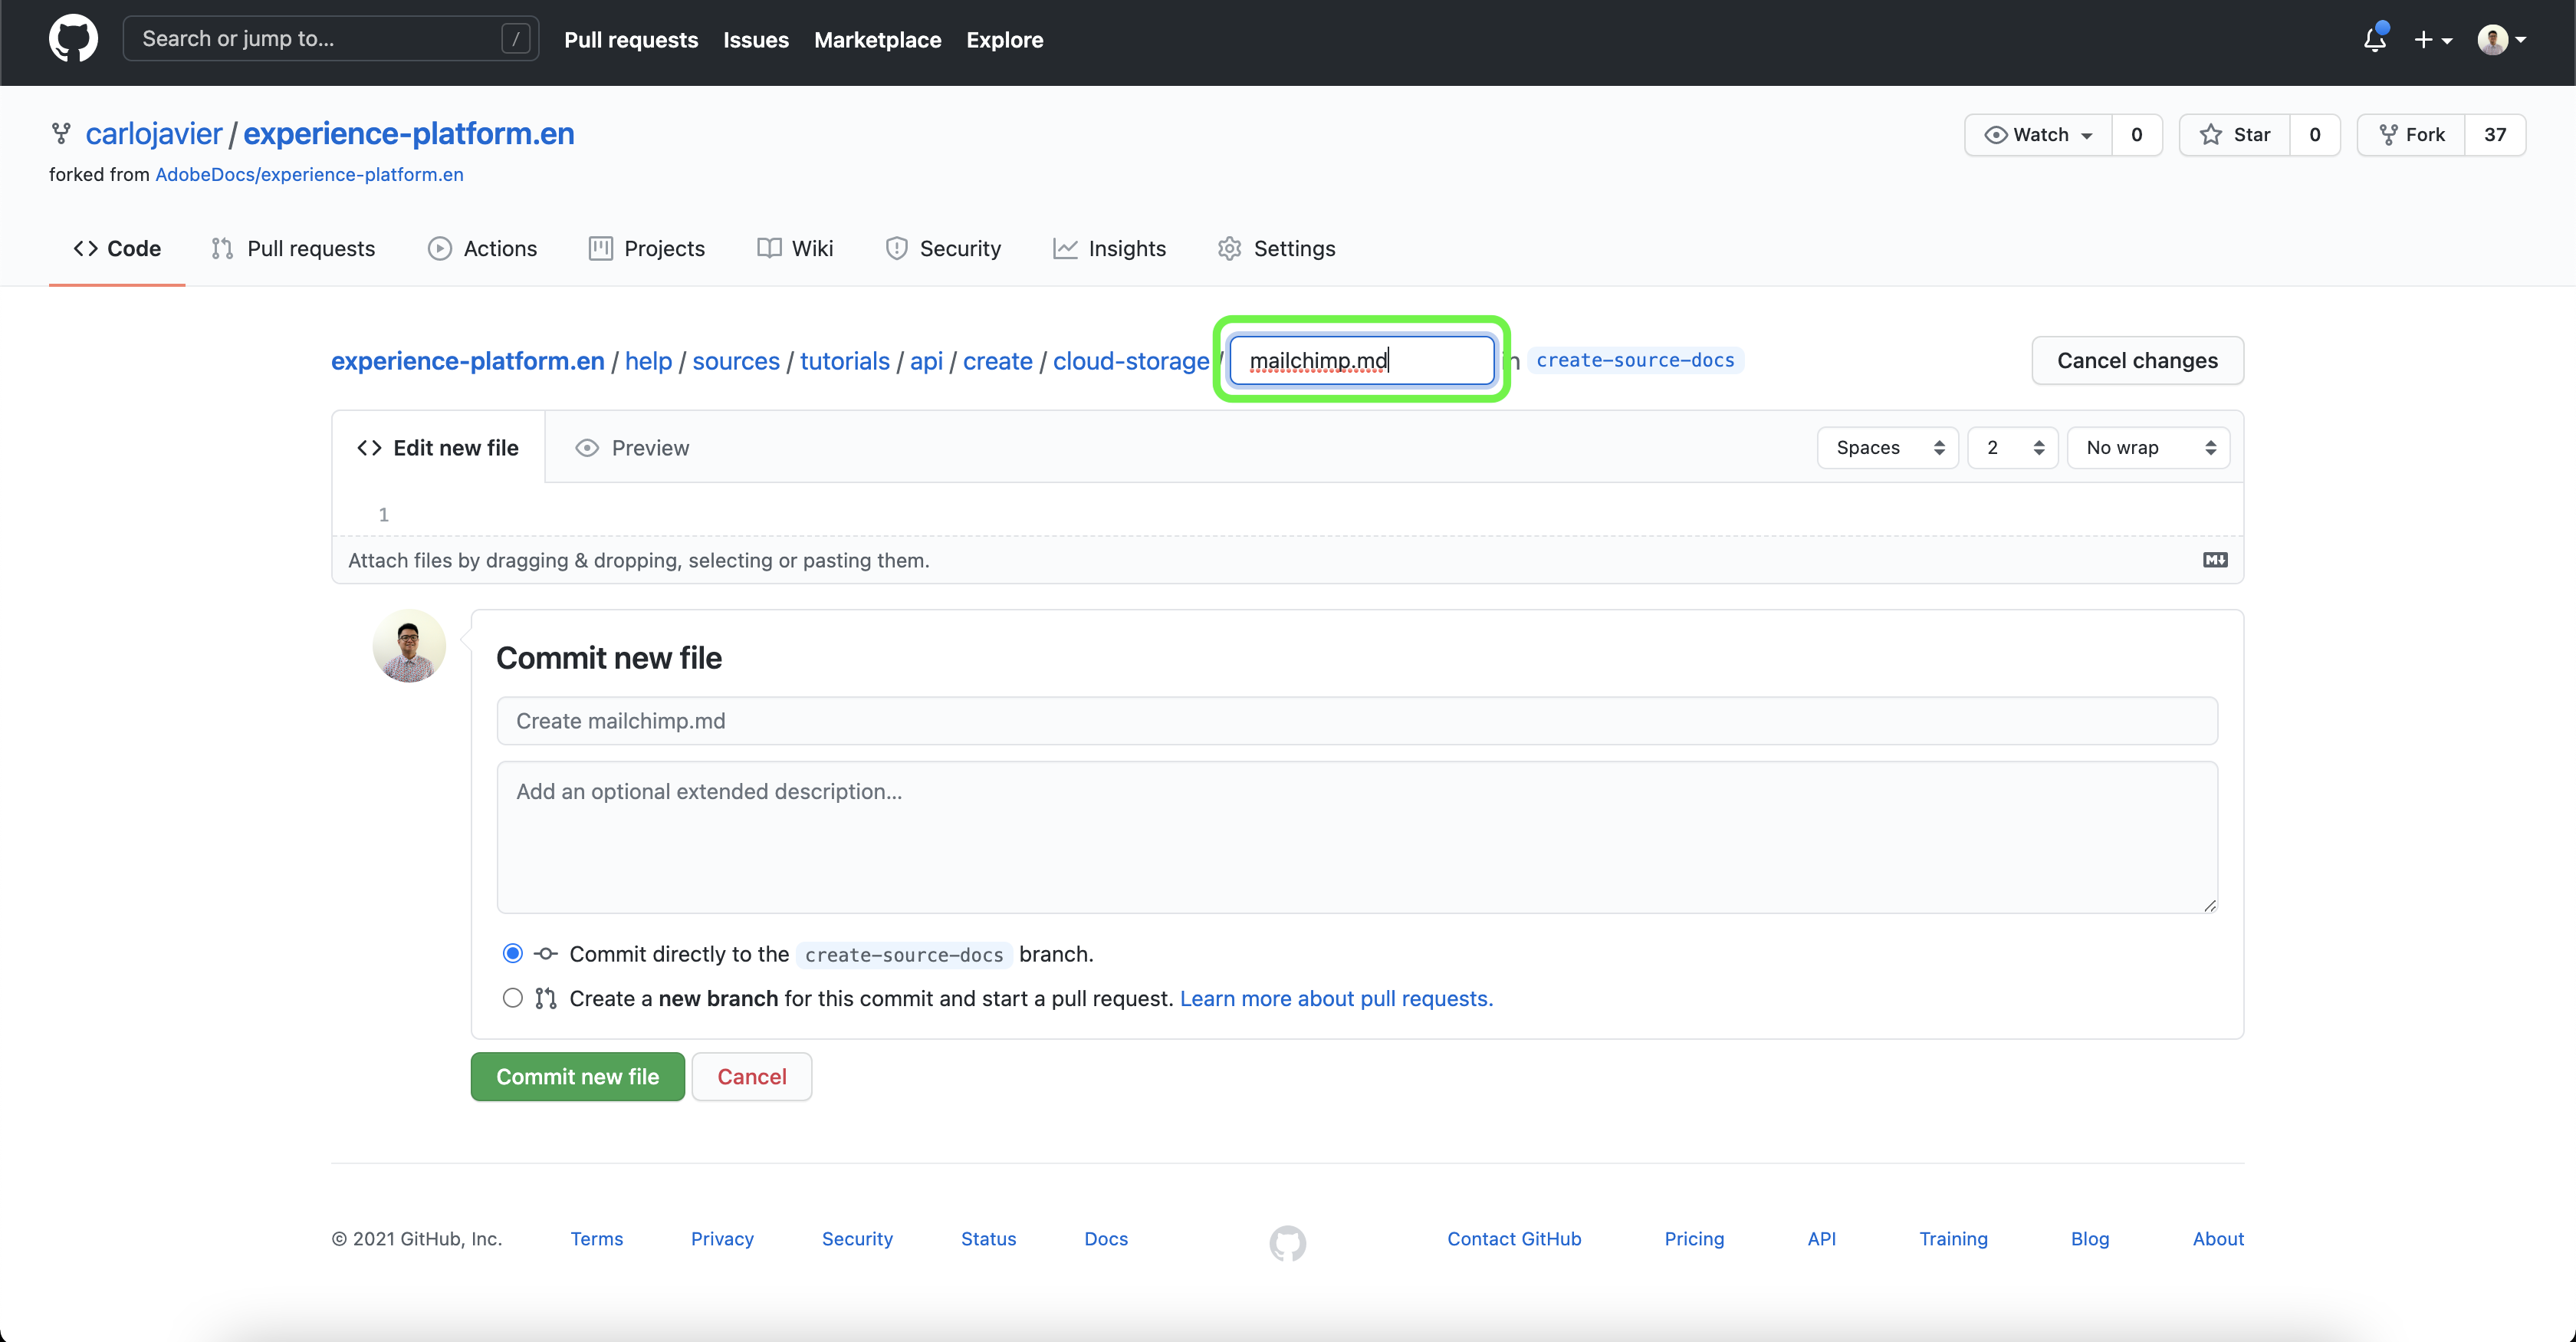 Search or jump to... /
Pull requests Issues Marketplace Explore
carlojavier / experience-platform.en
Watch 0 Star 0 Fork 37
forked from AdobeDocs/experience-platform.en
Code Pull requests Actions Projects Wiki Security Insights Settings
experience-platform.en / help / sources / tutorials / api / create / cloud-storage / mailchimp.md in create-source-docs Cancel changes
Edit new file Preview Spaces 2 No wrap
1
Attach files by dragging & dropping, selecting or pasting them.
Commit new file
Create mailchimp.md
Add an optional extended description...
Commit directly to the create-source-docs branch.
Create a new branch for this commit and start a pull request. Learn more about pull requests.
Commit new file Cancel
© 2021 GitHub, Inc. Terms Privacy Security Status Docs Contact GitHub Pricing API Training Blog About